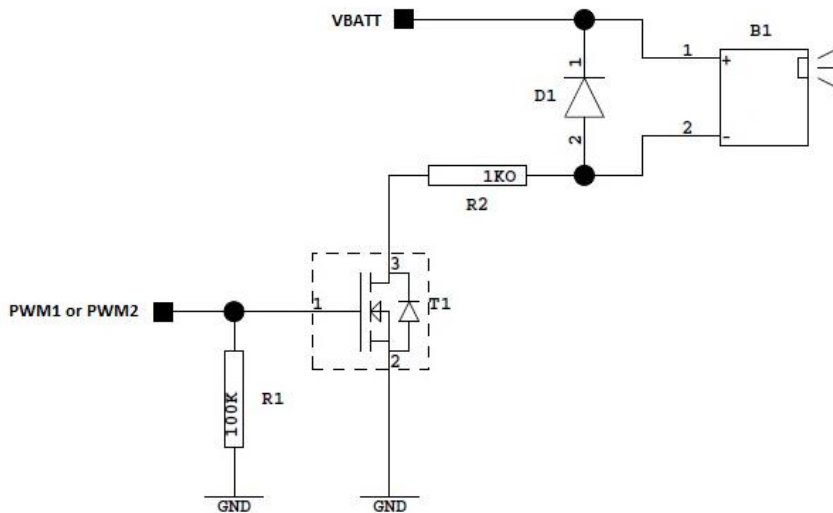 VBATT
B1
1
+
1
D1
2
2
-
1K0
R2
3
PWM1 or PWM2
1
T1
2
100K
R1
GND
GND